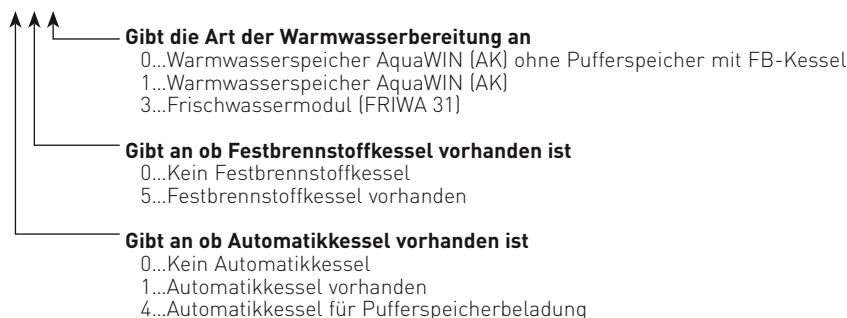 Gibt die Art der Warmwasserbereitung an
0...Warmwasserspeicher AquaWIN (AK) ohne Pufferspeicher mit FB-Kessel
1...Warmwasserspeicher AquaWIN (AK)
3...Frischwassermodul (FRIWA 31)
Gibt an ob Festbrennstoffkessel vorhanden ist
0...Kein Festbrennstoffkessel
5...Festbrennstoffkessel vorhanden
Gibt an ob Automatikkessel vorhanden ist
0...Kein Automatikkessel
1...Automatikkessel vorhanden
4...Automatikkessel für Pufferspeicherbeladung